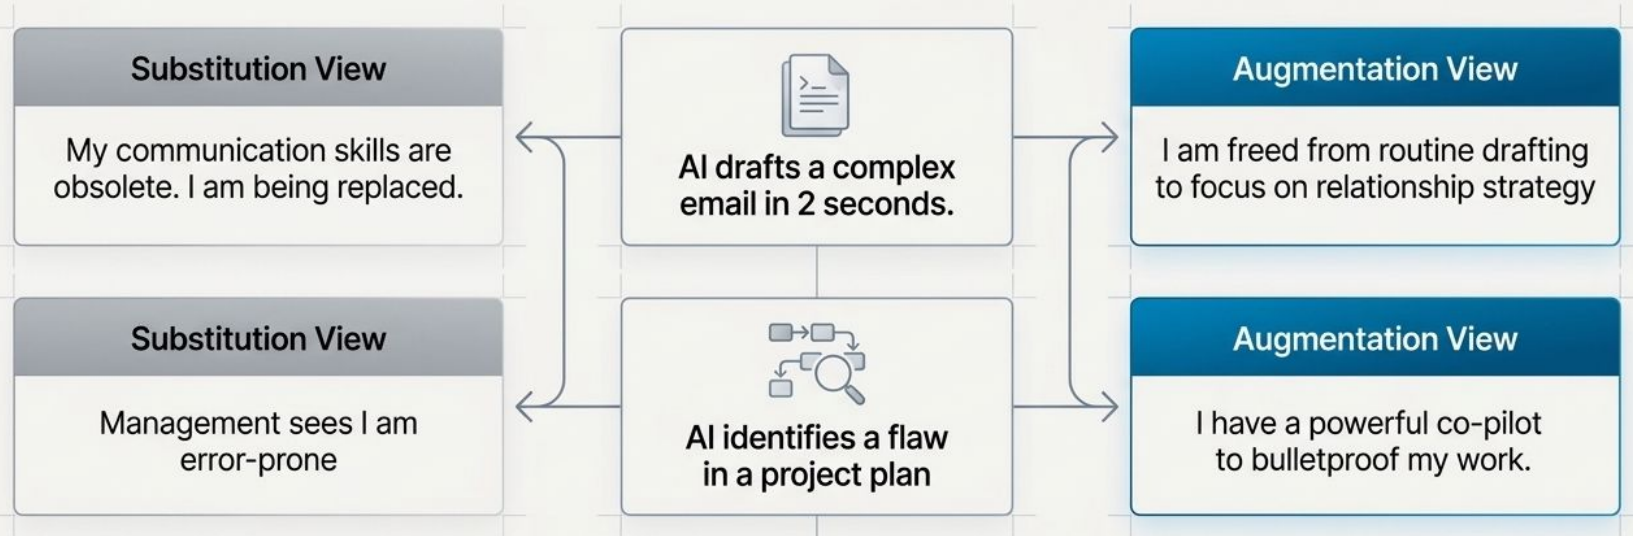 Substitution View
My communication skills are
obsolete. I am being replaced.
AI drafts a complex
email in 2 seconds.
Augmentation View
I am freed from routine drafting
to focus on relationship strategy
Substitution View
Management sees I am
error-prone
AI identifies a flaw
in a project plan
Augmentation View
I have a powerful co-pilot
to bulletproof my work.